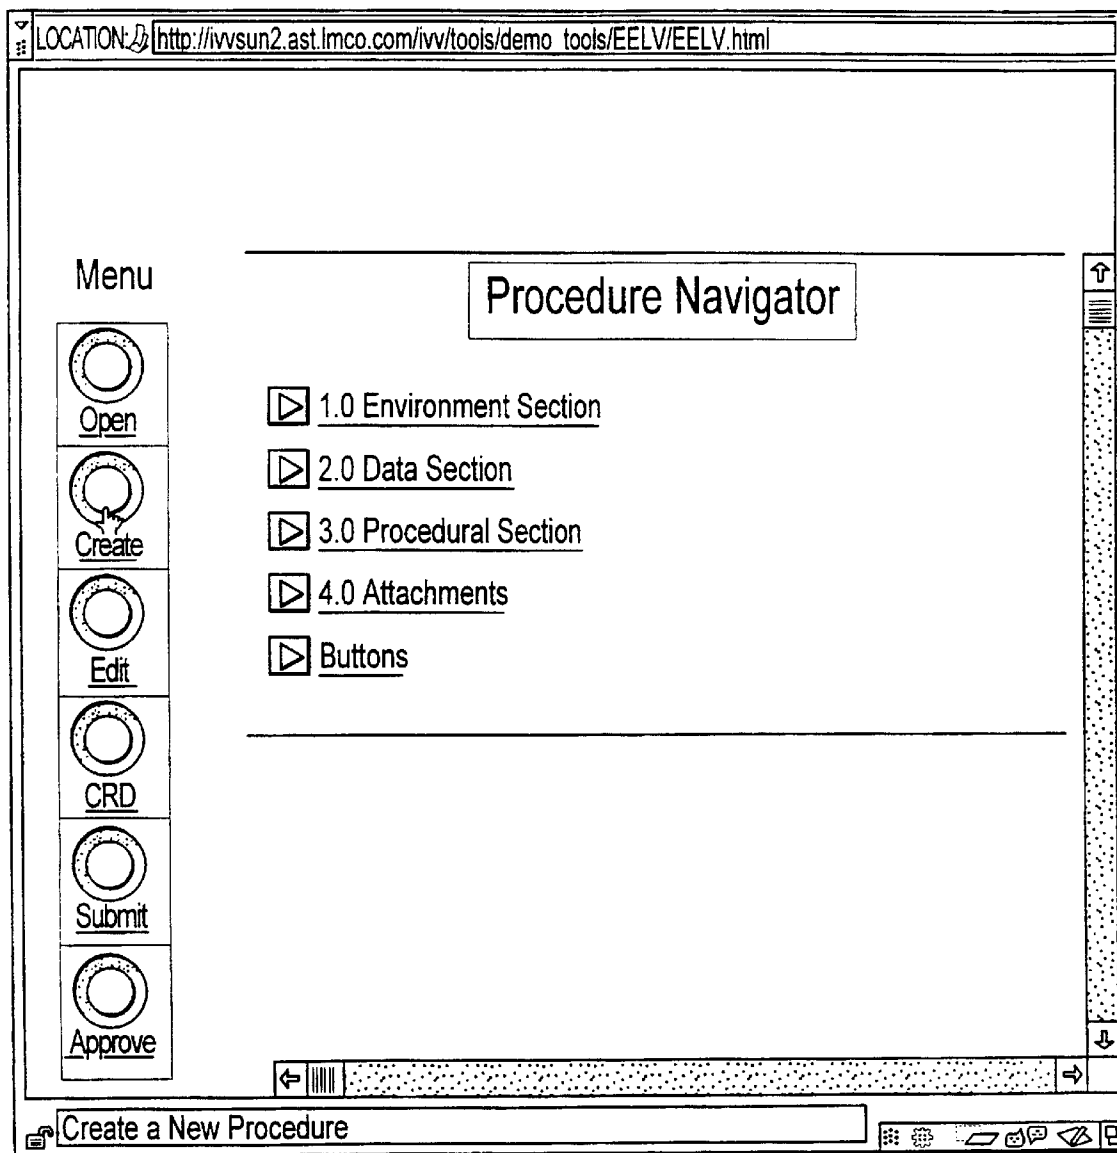 LOCATION: http://ivvsun2.ast.lmco.com/ivv/tools/demo_tools/EELV/EELV.html
Menu
Procedure Navigator
Open
Create
Edit
CRD
Submit
Approve
1.0 Environment Section
2.0 Data Section
3.0 Procedural Section
4.0 Attachments
Buttons
Create a New Procedure